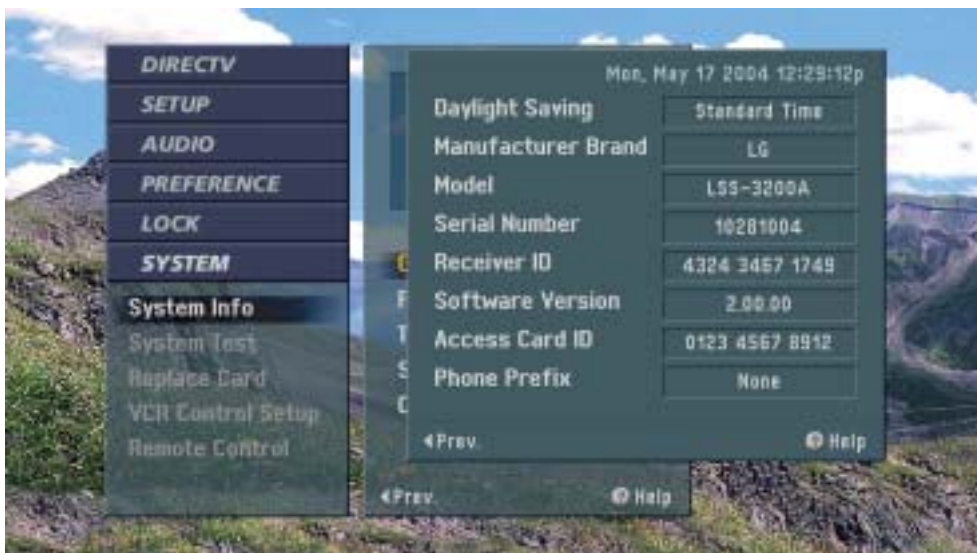 DIRECTV
SETUP
AUDIO
PREFERENCE
LOCK
SYSTEM
System Info
System Test
Replace Card
VCR Control Setup
Remote Control
Mon, May 17 2004 12:29:12p
Daylight Saving Standard Time
Manufacturer Brand LG
Model LSS-3200A
Serial Number 10281004
Receiver ID 4324 3467 1749
Software Version 2.00.00
Access Card ID 0123 4567 8912
Phone Prefix None
Prev. Help
Prev. Help